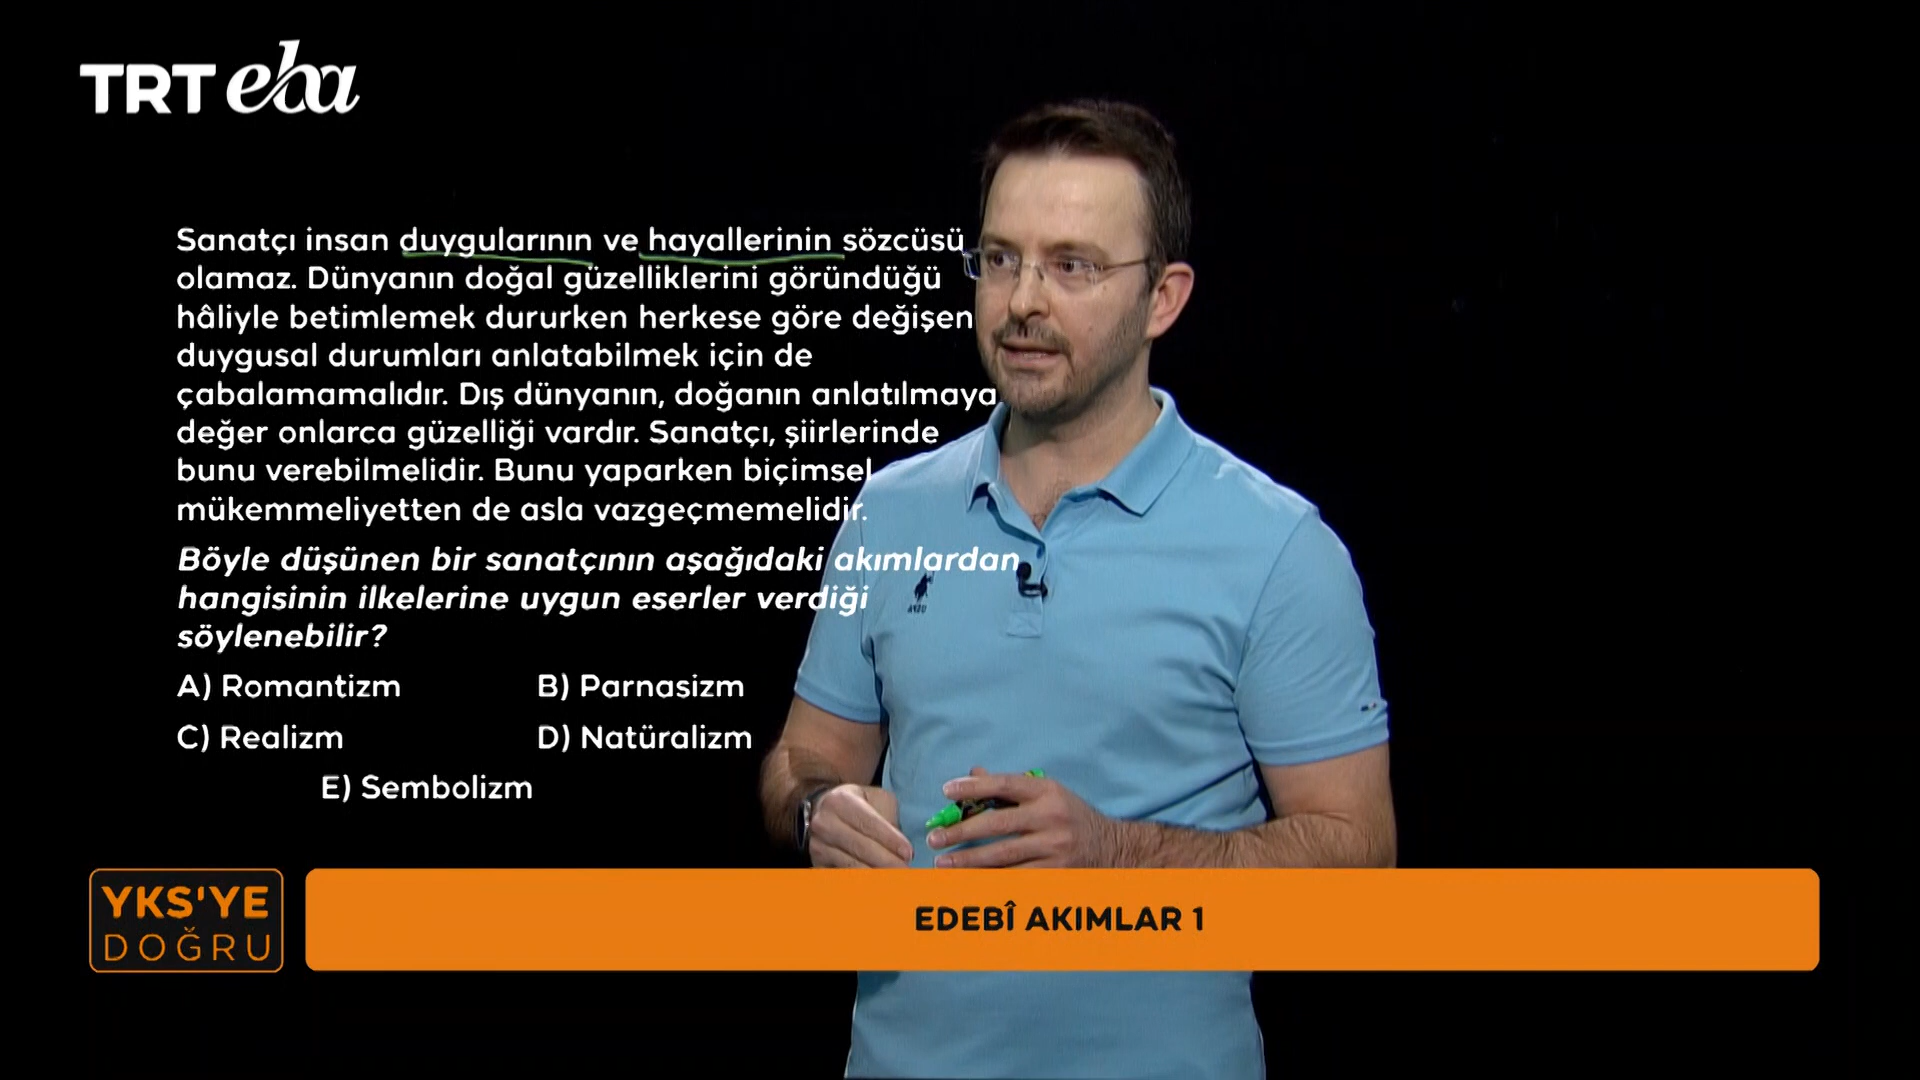 TRT eba
Sanatçı insan duygularının ve hayallerinin sözcüsü
olamaz. Dünyanın doğal güzelliklerini göründüğü
hâliyle betimlemek dururken herkese göre değişen
duygusal durumları anlatabilmek için de
çabalamamalıdır. Dış dünyanın, doğanın anlatılmaya
değer onlarca güzelliği vardır. Sanatçı, şiirlerinde
bunu verebilmelidir. Bunu yaparken biçimsel
mükemmeliyetten de asla vazgeçmemelidir.
Böyle düşünen bir sanatçının aşağıdaki akımlardan
hangisinin ilkelerine uygun eserler verdiği
söylenebilir?
A) Romantizm B) Parnasizm
C) Realizm D) Natüralizm
E) Sembolizm
YKS'YE
DOĞRU
EDEBÎ AKIMLAR 1